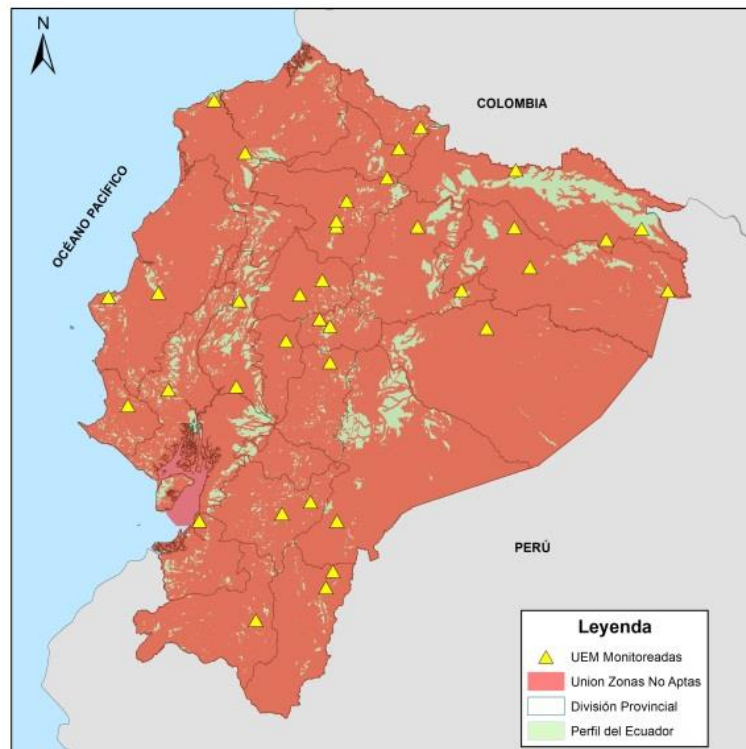 N
COLOMBIA
OCÉANO PACÍFICO
PERÚ
Leyenda
UEM Monitoreadas
Union Zonas No Aptas
División Provincial
Perfil del Ecuador